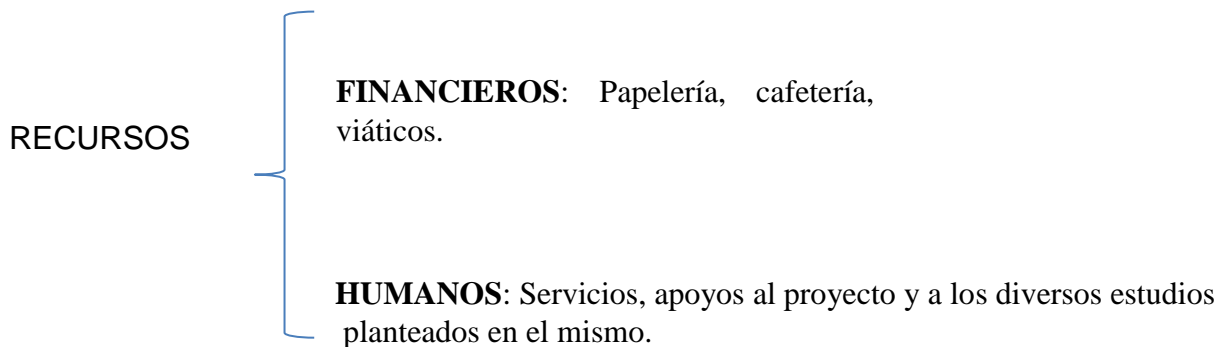 RECURSOS
FINANCIEROS: Papelería, cafetería,
viáticos.
HUMANOS: Servicios, apoyos al proyecto y a los diversos estudios
planteados en el mismo.